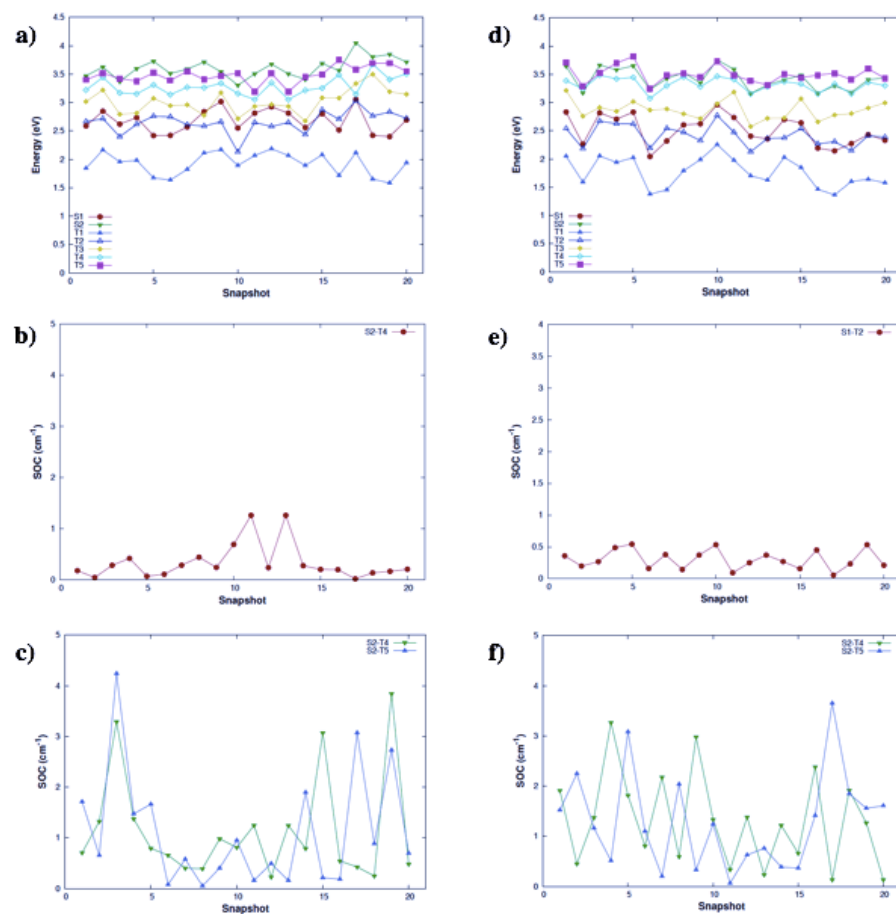 a)
4.5
4
3.5
3
2.5
2
1.5
1
0.5
0
Energy (eV)
S1
S2
T1
T2
T3
T4
T5
0 5 10 15 20
Snapshot
d)
4.5
4
3.5
3
2.5
2
1.5
1
0.5
0
Energy (eV)
S1
S2
T1
T2
T3
T4
T5
0 5 10 15 20
Snapshot
b)
5
4
3
2
1
0
SOC (cm-1)
S2-T4
0 5 10 15 20
Snapshot
e)
4
3.5
3
2.5
2
1.5
1
0.5
0
SOC (cm-1)
S1-T2
0 5 10 15 20
Snapshot
c)
5
4
3
2
1
0
SOC (cm-1)
S2-T4
S2-T5
0 5 10 15 20
Snapshot
f)
5
4
3
2
1
0
SOC (cm-1)
S2-T4
S2-T5
0 5 10 15 20
Snapshot